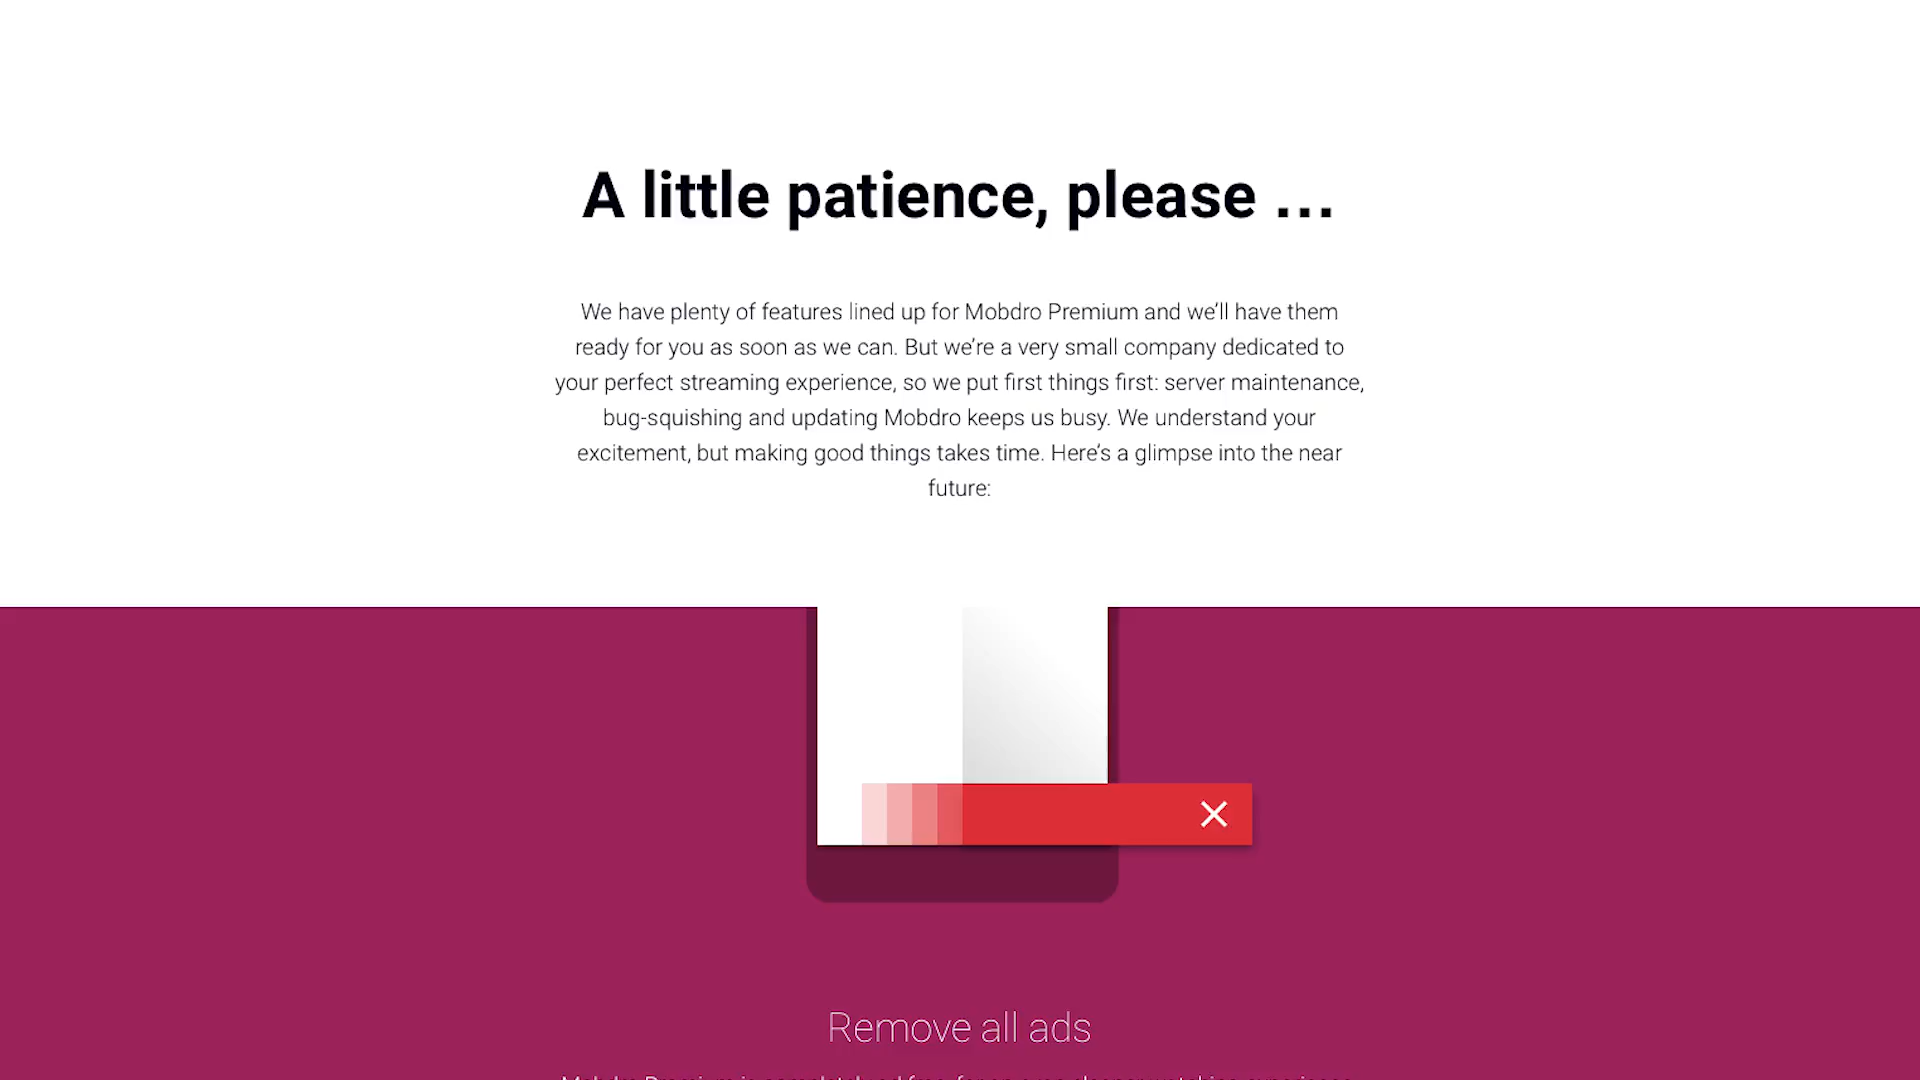 A little patience, please ...
We have plenty of features lined up for Mobdro Premium and we’ll have them
ready for you as soon as we can. But we’re a very small company dedicated to
your perfect streaming experience, so we put first things first: server maintenance,
bug-squishing and updating Mobdro keeps us busy. We understand your
excitement, but making good things takes time. Here’s a glimpse into the near
future:
Remove all ads